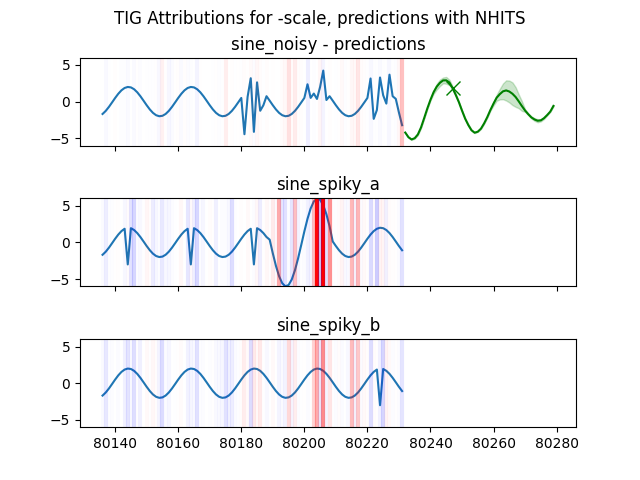 TIG Attributions for -scale, predictions with NHITS
sine_noisy - predictions
5
0
−5
sine_spiky_a
5
0
−5
sine_spiky_b
5
0
−5
80140 80160 80180 80200 80220 80240 80260 80280